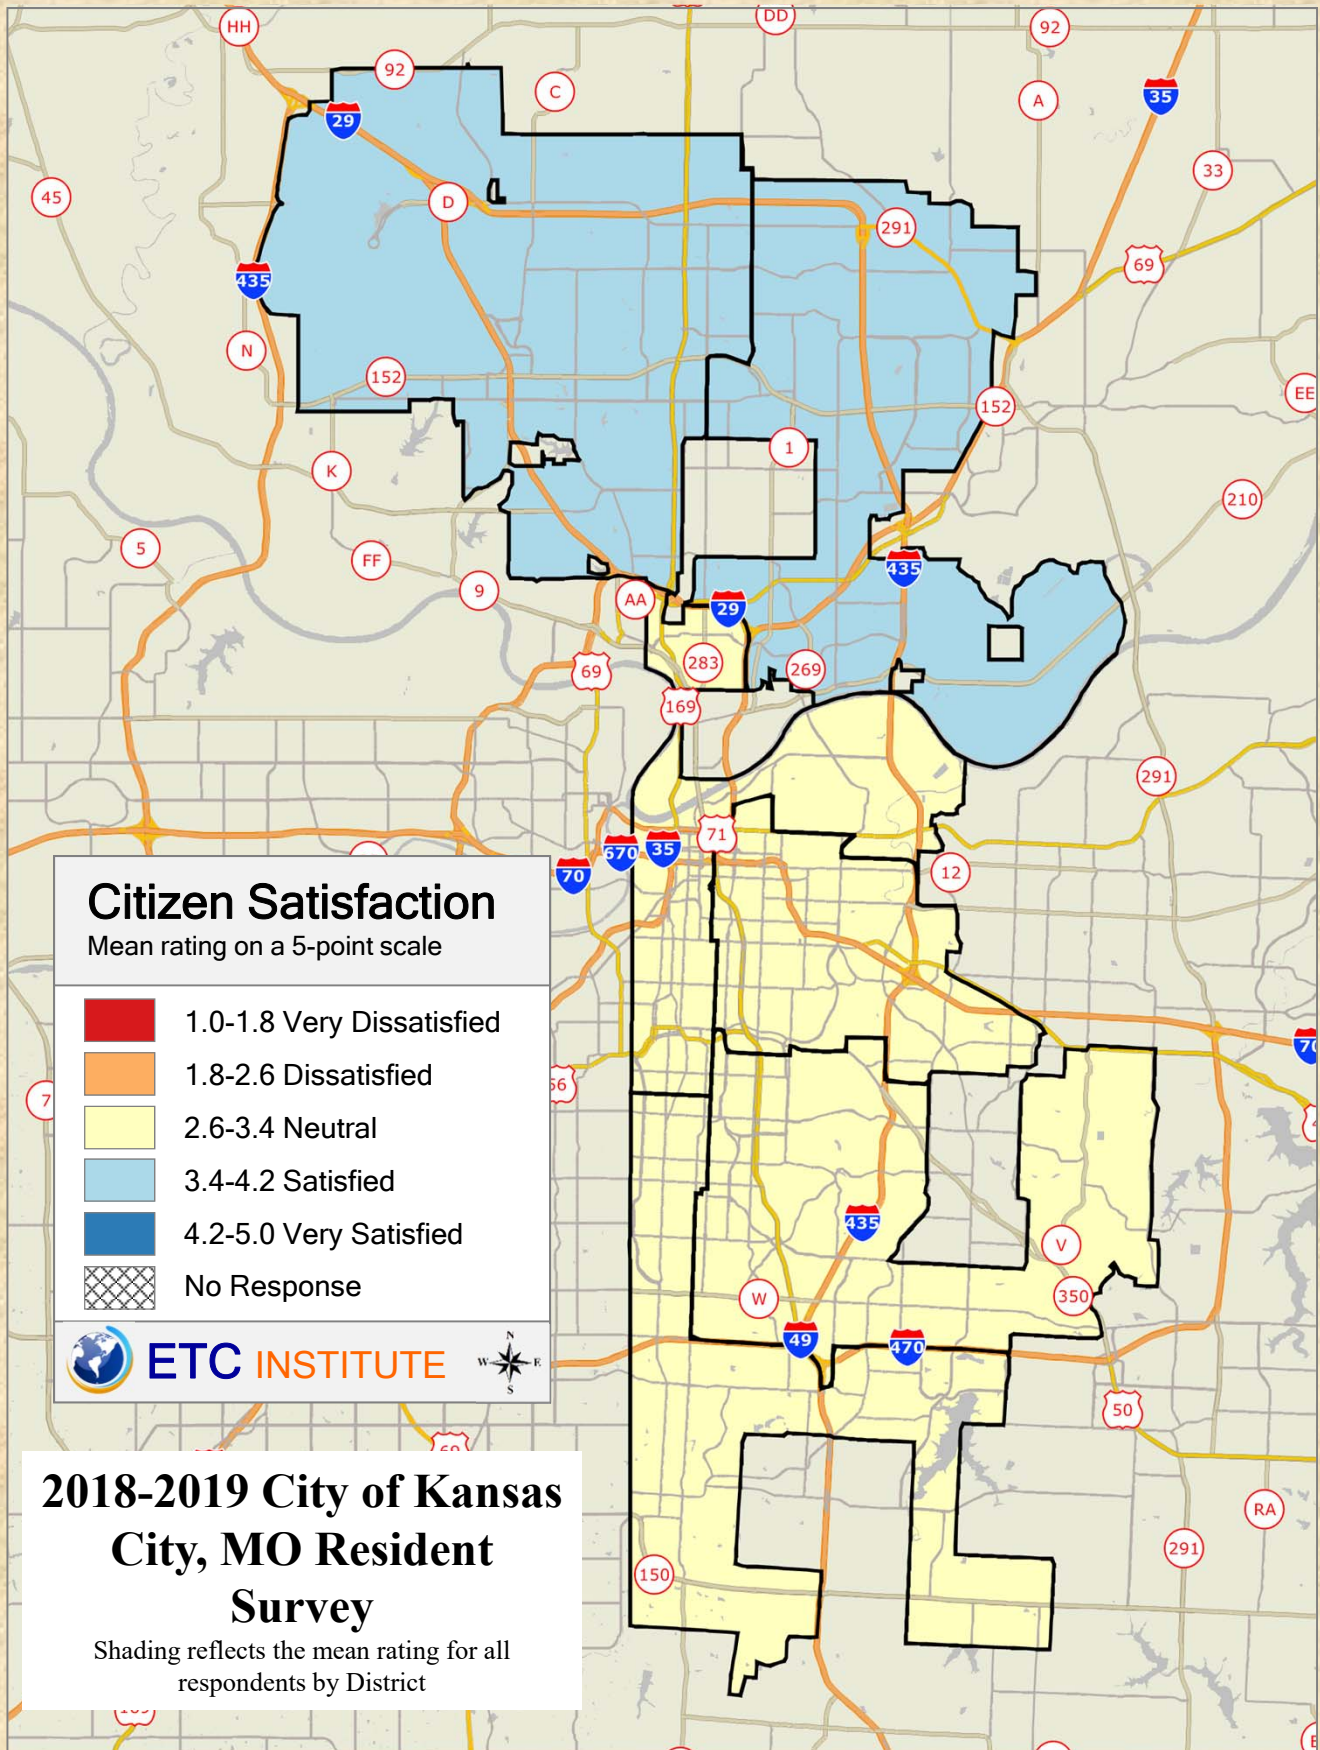 HH
DD
92
92
C
A
35
29
33
45
D
291
69
435
N
152
EE
152
1
K
210
5
FF
435
9
AA
29
283
269
69
169
291
71
670
35
70
12
Citizen Satisfaction
Mean rating on a 5-point scale
1.0-1.8 Very Dissatisfied
1.8-2.6 Dissatisfied
2.6-3.4 Neutral
3.4-4.2 Satisfied
4.2-5.0 Very Satisfied
No Response
N
W
E
S
ETC INSTITUTE
70
7
435
V
W
350
49
470
50
2018-2019 City of Kansas
City, MO Resident
Survey
Shading reflects the mean rating for all
respondents by District
RA
291
150